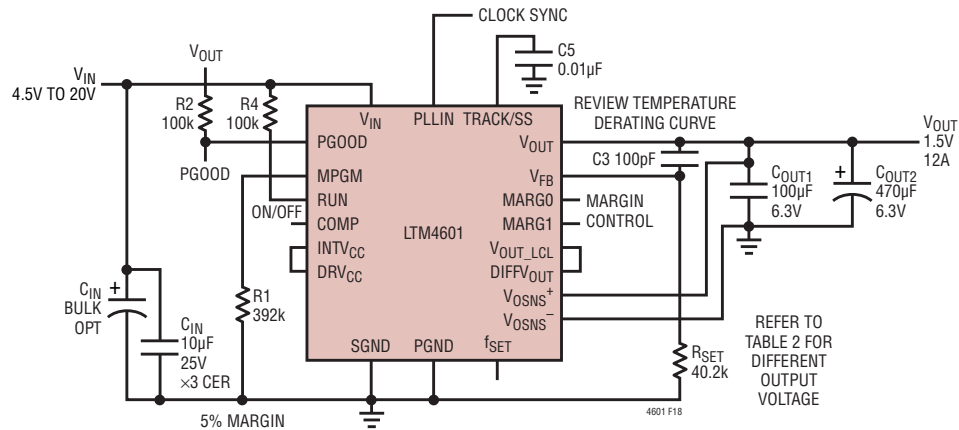 CLOCK SYNC
C5
0.01µF
VOUT
VIN
4.5V TO 20V
R2
100k
R4
100k
REVIEW TEMPERATURE
DERATING CURVE
VIN
PLLIN
TRACK/SS
PGOOD
VOUT
VOUT
1.5V
12A
C3 100pF
PGOOD
MPGM
VFB
COUT1
100µF
6.3V
+
COUT2
470µF
6.3V
RUN
ON/OFF
MARG0
MARGIN
CONTROL
COMP
LTM4601
MARG1
INTVCC
VOUT_LCL
DRVCC
DIFFVOUT
CIN
BULK
OPT
+
R1
392k
VOSNS+
VOSNS–
CIN
10µF
25V
×3 CER
SGND
PGND
fSET
RSET
40.2k
REFER TO
TABLE 2 FOR
DIFFERENT
OUTPUT
VOLTAGE
5% MARGIN
4601 F18